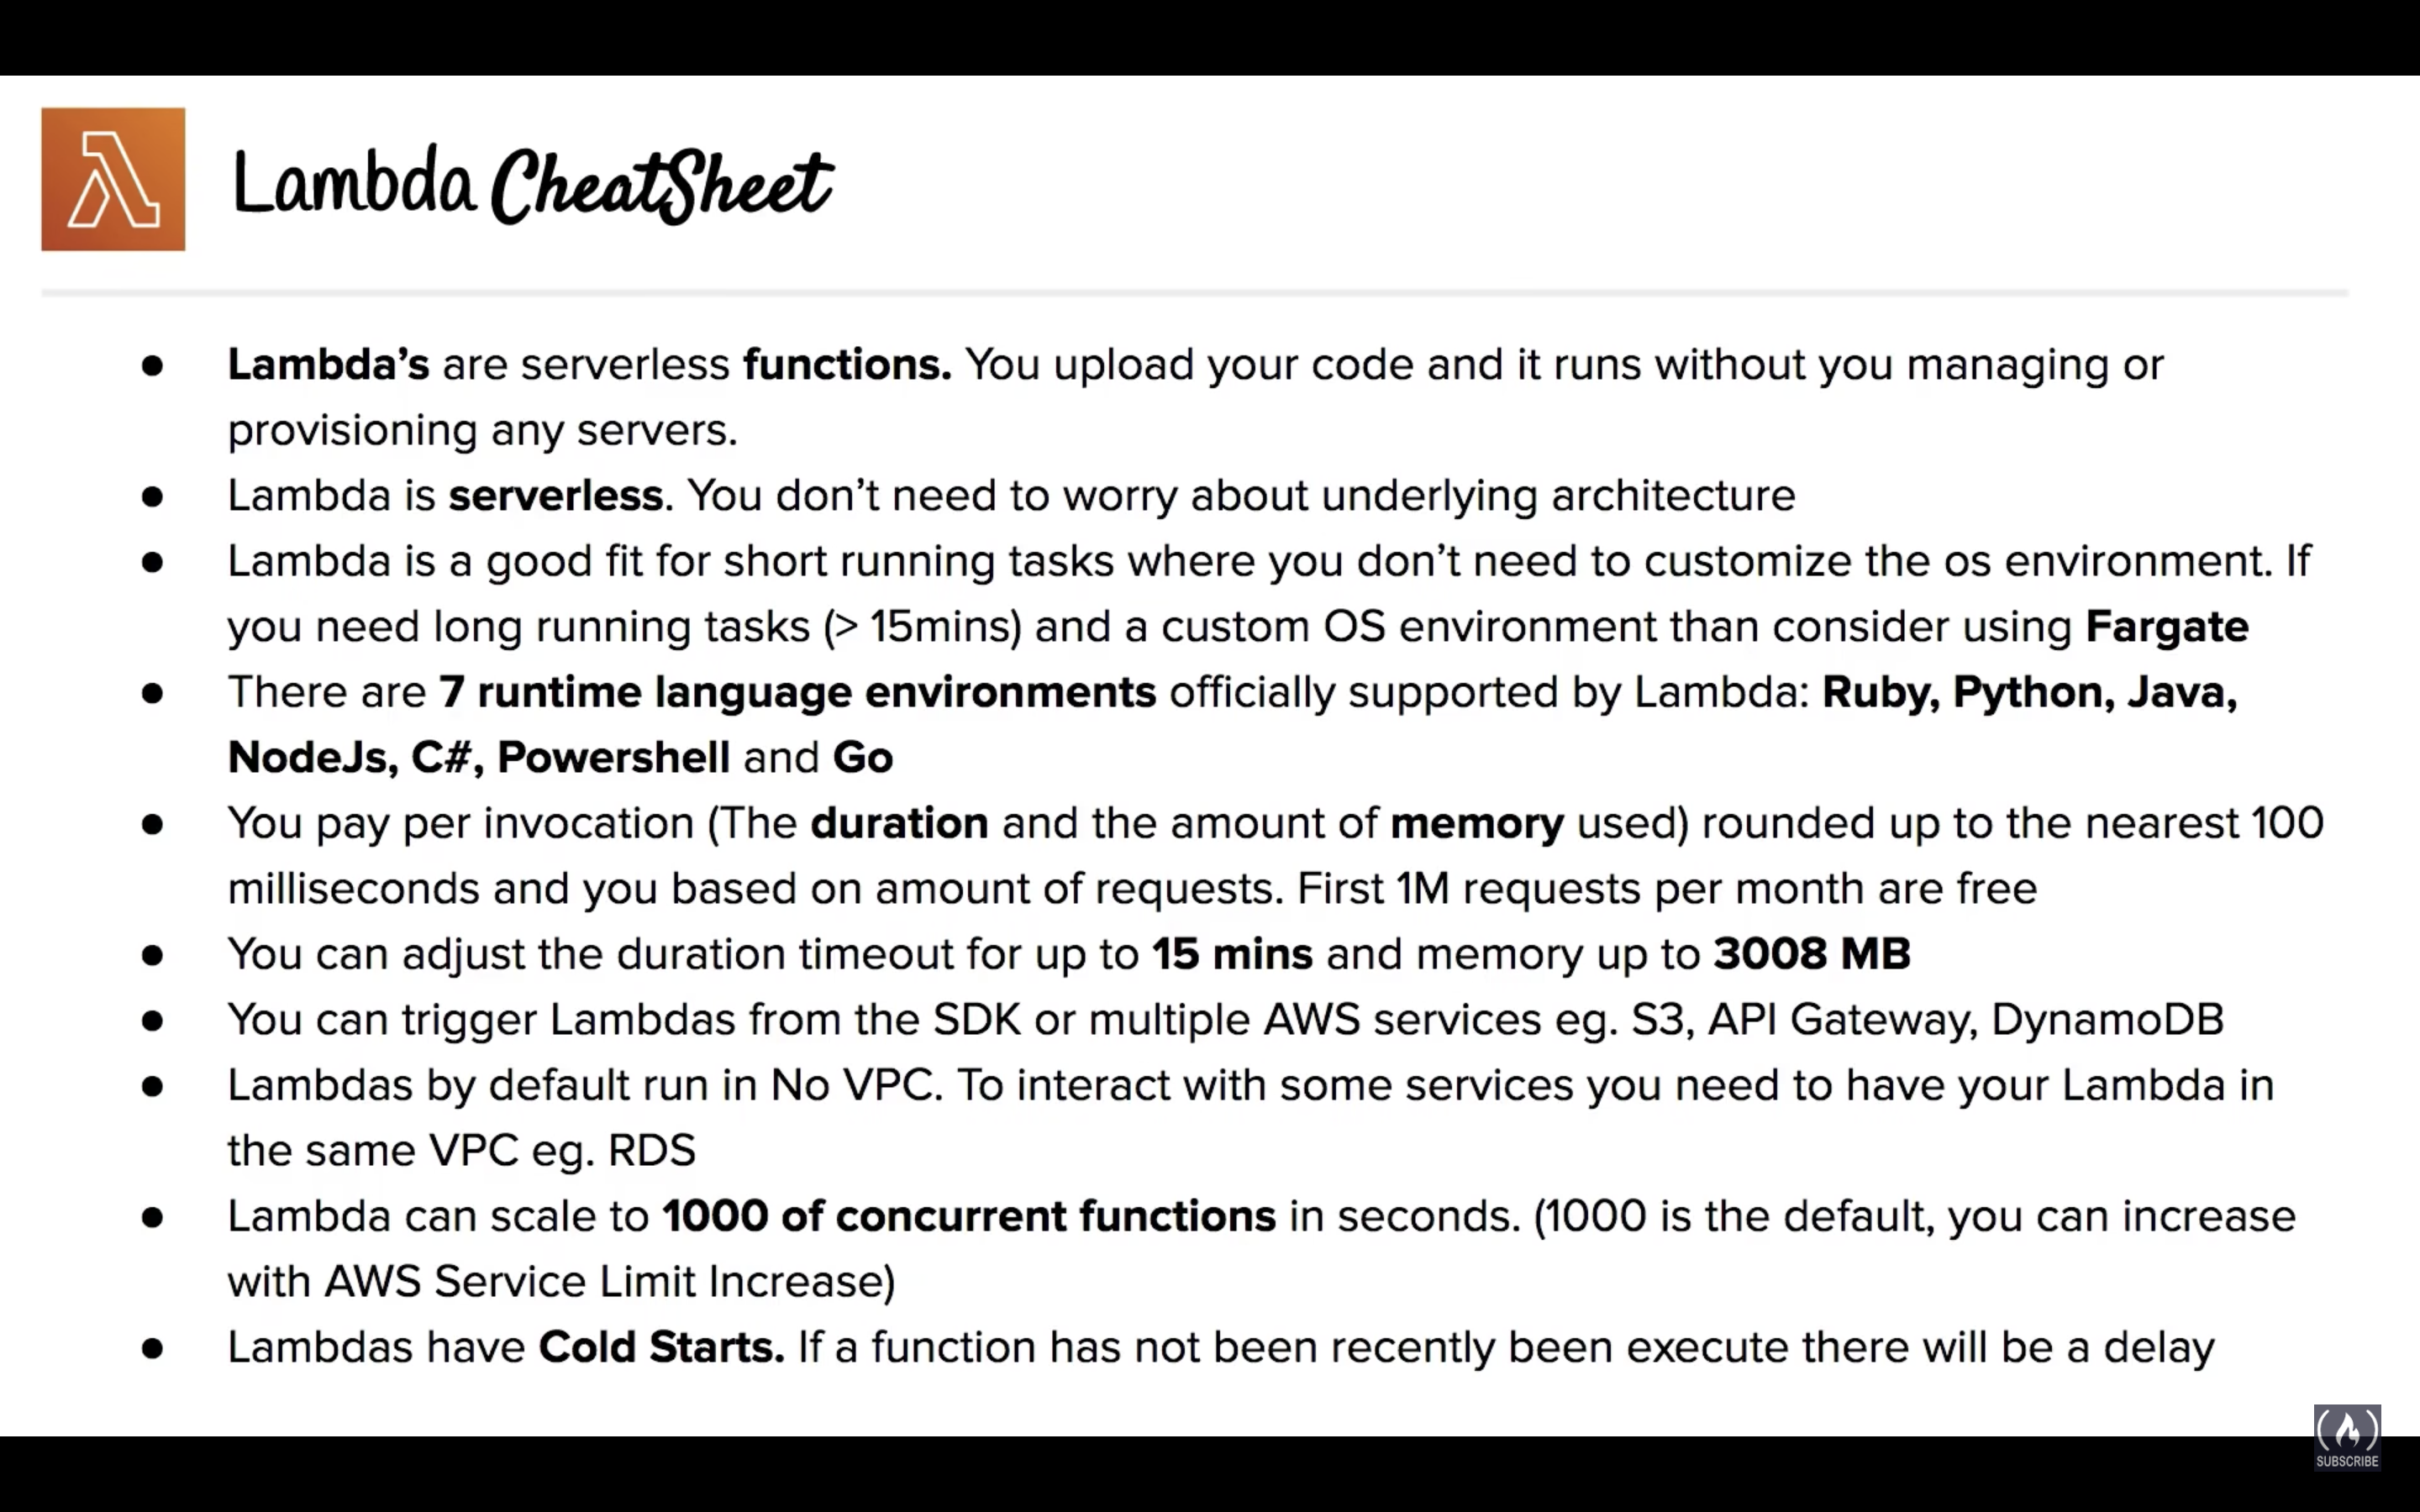 Lambda CheatSheet
● Lambda’s are serverless functions. You upload your code and it runs without you managing or
provisioning any servers.
● Lambda is serverless. You don’t need to worry about underlying architecture
● Lambda is a good fit for short running tasks where you don’t need to customize the os environment. If
you need long running tasks (> 15mins) and a custom OS environment than consider using Fargate
● There are 7 runtime language environments officially supported by Lambda: Ruby, Python, Java,
NodeJs, C#, Powershell and Go
● You pay per invocation (The duration and the amount of memory used) rounded up to the nearest 100
milliseconds and you based on amount of requests. First 1M requests per month are free
● You can adjust the duration timeout for up to 15 mins and memory up to 3008 MB
● You can trigger Lambdas from the SDK or multiple AWS services eg. S3, API Gateway, DynamoDB
● Lambdas by default run in No VPC. To interact with some services you need to have your Lambda in
the same VPC eg. RDS
● Lambda can scale to 1000 of concurrent functions in seconds. (1000 is the default, you can increase
with AWS Service Limit Increase)
● Lambdas have Cold Starts. If a function has not been recently been execute there will be a delay
SUBSCRIBE